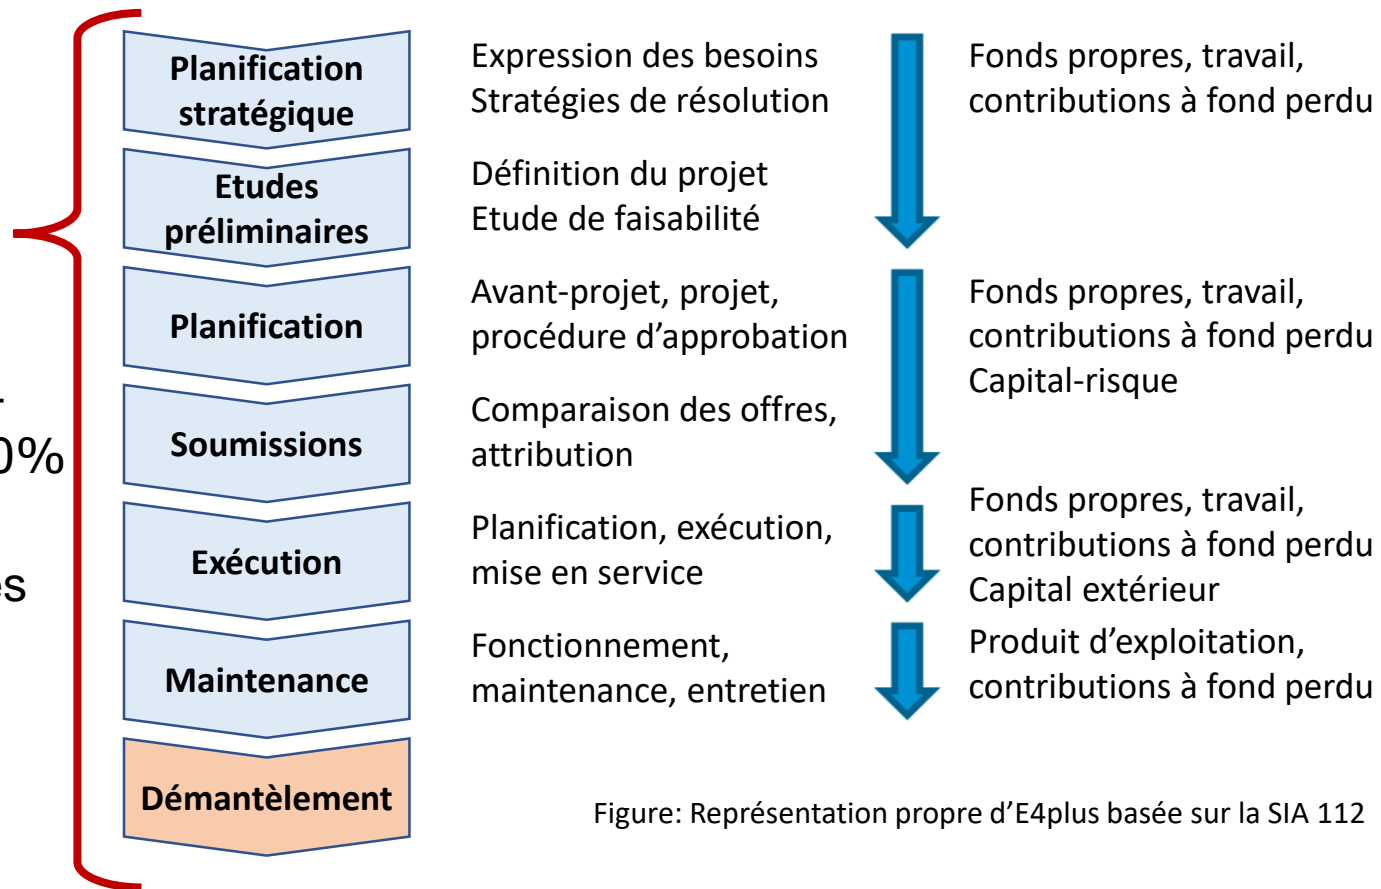 Planification
stratégique
Expression des besoins
Stratégies de résolution
Fonds propres, travail,
contributions à fond perdu
Etudes
préliminaires
Définition du projet
Etude de faisabilité
Planification
Avant-projet, projet,
procédure d’approbation
Fonds propres, travail,
contributions à fond perdu
Capital-risque
0%
Soumissions
Comparaison des offres,
attribution
Exécution
Planification, exécution,
mise en service
Fonds propres, travail,
contributions à fond perdu
Capital extérieur
Maintenance
Fonctionnement,
maintenance, entretien
Produit d’exploitation,
contributions à fond perdu
Démantèlement
Figure: Représentation propre d’E4plus basée sur la SIA 112